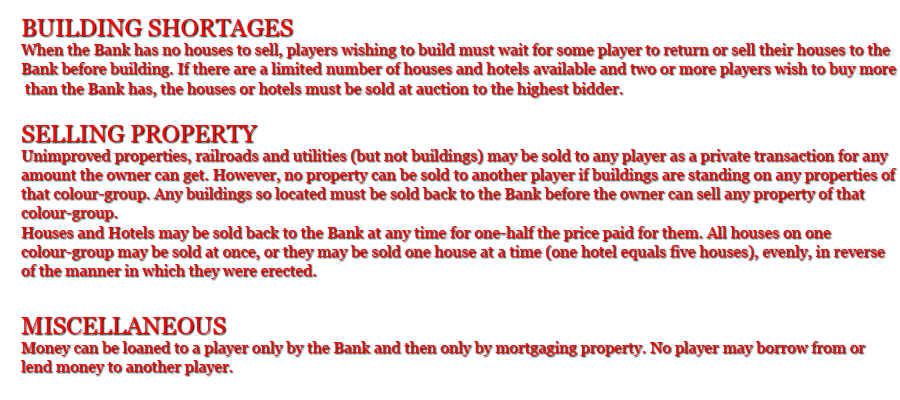 BUILDING SHORTAGES
When the Bank has no houses to sell, players wishing to build must wait for some player to return or sell their houses to the
Bank before building. If there are a limited number of houses and hotels available and two or more players wish to buy more
than the Bank has, the houses or hotels must be sold at auction to the highest bidder.
SELLING PROPERTY
Unimproved properties, railroads and utilities (but not buildings) may be sold to any player as a private transaction for any
amount the owner can get. However, no property can be sold to another player if buildings are standing on any properties of
that colour-group. Any buildings so located must be sold back to the Bank before the owner can sell any property of that
colour-group.
Houses and Hotels may be sold back to the Bank at any time for one-half the price paid for them. All houses on one
colour-group may be sold at once, or they may be sold one house at a time (one hotel equals five houses), evenly, in reverse
of the manner in which they were erected.
MISCELLANEOUS
Money can be loaned to a player only by the Bank and then only by mortgaging property. No player may borrow from or
lend money to another player.